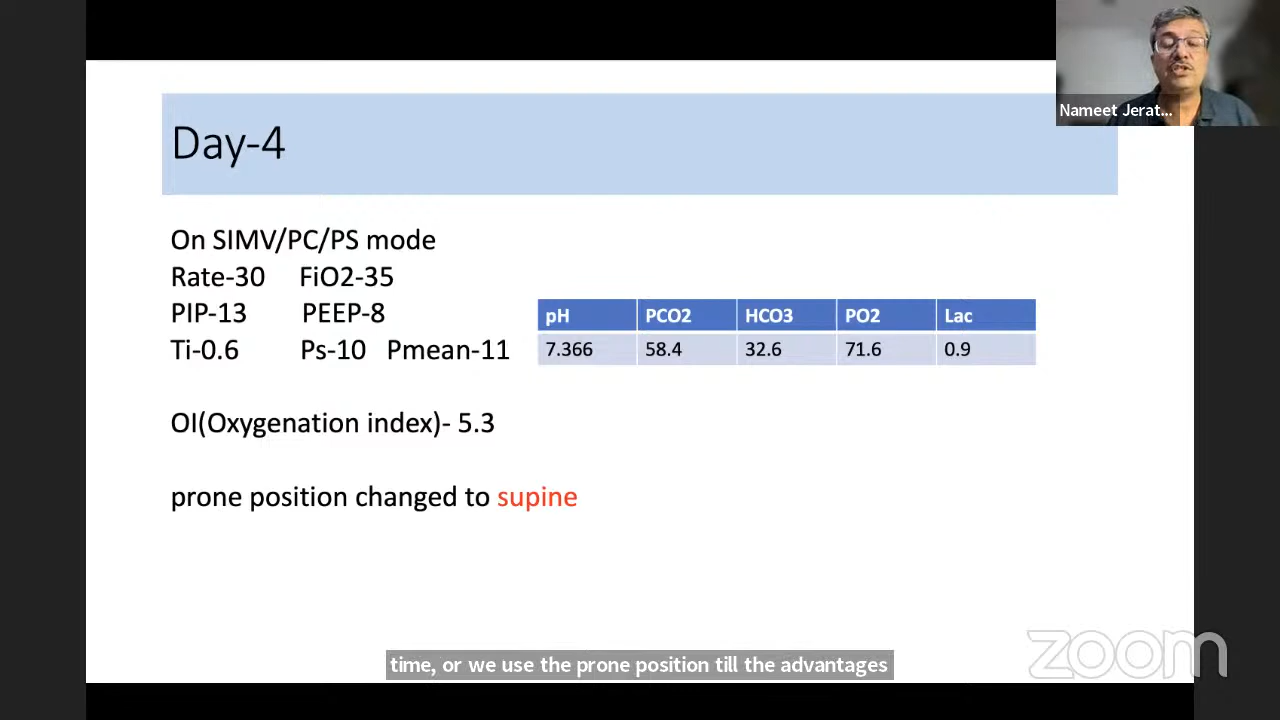 Nameet Jerat...
Day-4
On SIMV/PC/PS mode
Rate-30 FiO2-35
PIP-13 PEEP-8
Ti-0.6 Ps-10 Pmean-11
pH PCO2 HCO3 PO2 Lac
7.366 58.4 32.6 71.6 0.9
OI(Oxygenation index)- 5.3
prone position changed to supine
time, or we use the prone position till the advantages
zoom